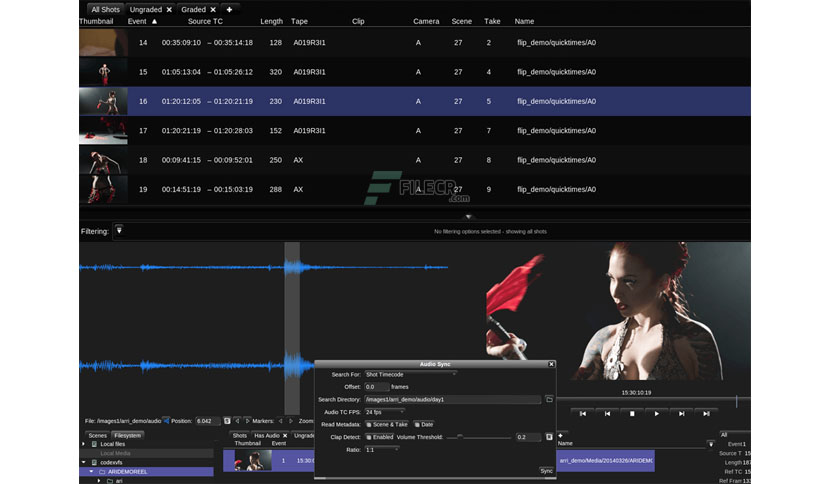 All Shots Ungraded × Graded × +
Thumbnail Event ▲ Source TC Length Tape Clip Camera Scene Take Name
14 00:35:09:10 – 00:35:14:18 128 A019R3I1 A 27 2 flip_demo/quicktimes/A0
15 01:05:13:04 – 01:05:26:12 320 A019R3I1 A 27 4 flip_demo/quicktimes/A0
16 01:20:12:05 – 01:20:21:19 230 A019R3I1 A 27 5 flip_demo/quicktimes/A0
17 01:20:21:19 – 01:20:28:03 152 A019R3I1 A 27 7 flip_demo/quicktimes/A0
18 00:09:41:15 – 00:09:52:01 250 AX A 27 8 flip_demo/quicktimes/A0
19 00:14:51:19 – 00:15:03:19 288 AX A 27 9 flip_demo/quicktimes/A0
FILECR
.com
Filtering: No filtering options selected - showing all shots
Audio Sync
Search For: Shot Timecode
Offset: 0.0 frames
Search Directory: /images1/arri_demo/audio/day1
Audio TC FPS: 24 fps
Read Metadata: Scene & Take Date
Clap Detect: Enabled Volume Threshold: 0.2
Ratio: 1:1
Sync
15:30:10:19
File: /images1/arri_demo/audio Position: 6.042 Markers: Zoom:
Scenes Filesystem
Local files
Local Media
codexvfs
ARIDEMOREEL
ari
Shots Has Audio × Ungrade
Thumbnail Event
1 15:30:0
+
Name
arri_demo/Media/20140326/ARIDEMO
All
Event 1
Source T 15
Length 187
Ref TC 15
Ref Fram 133